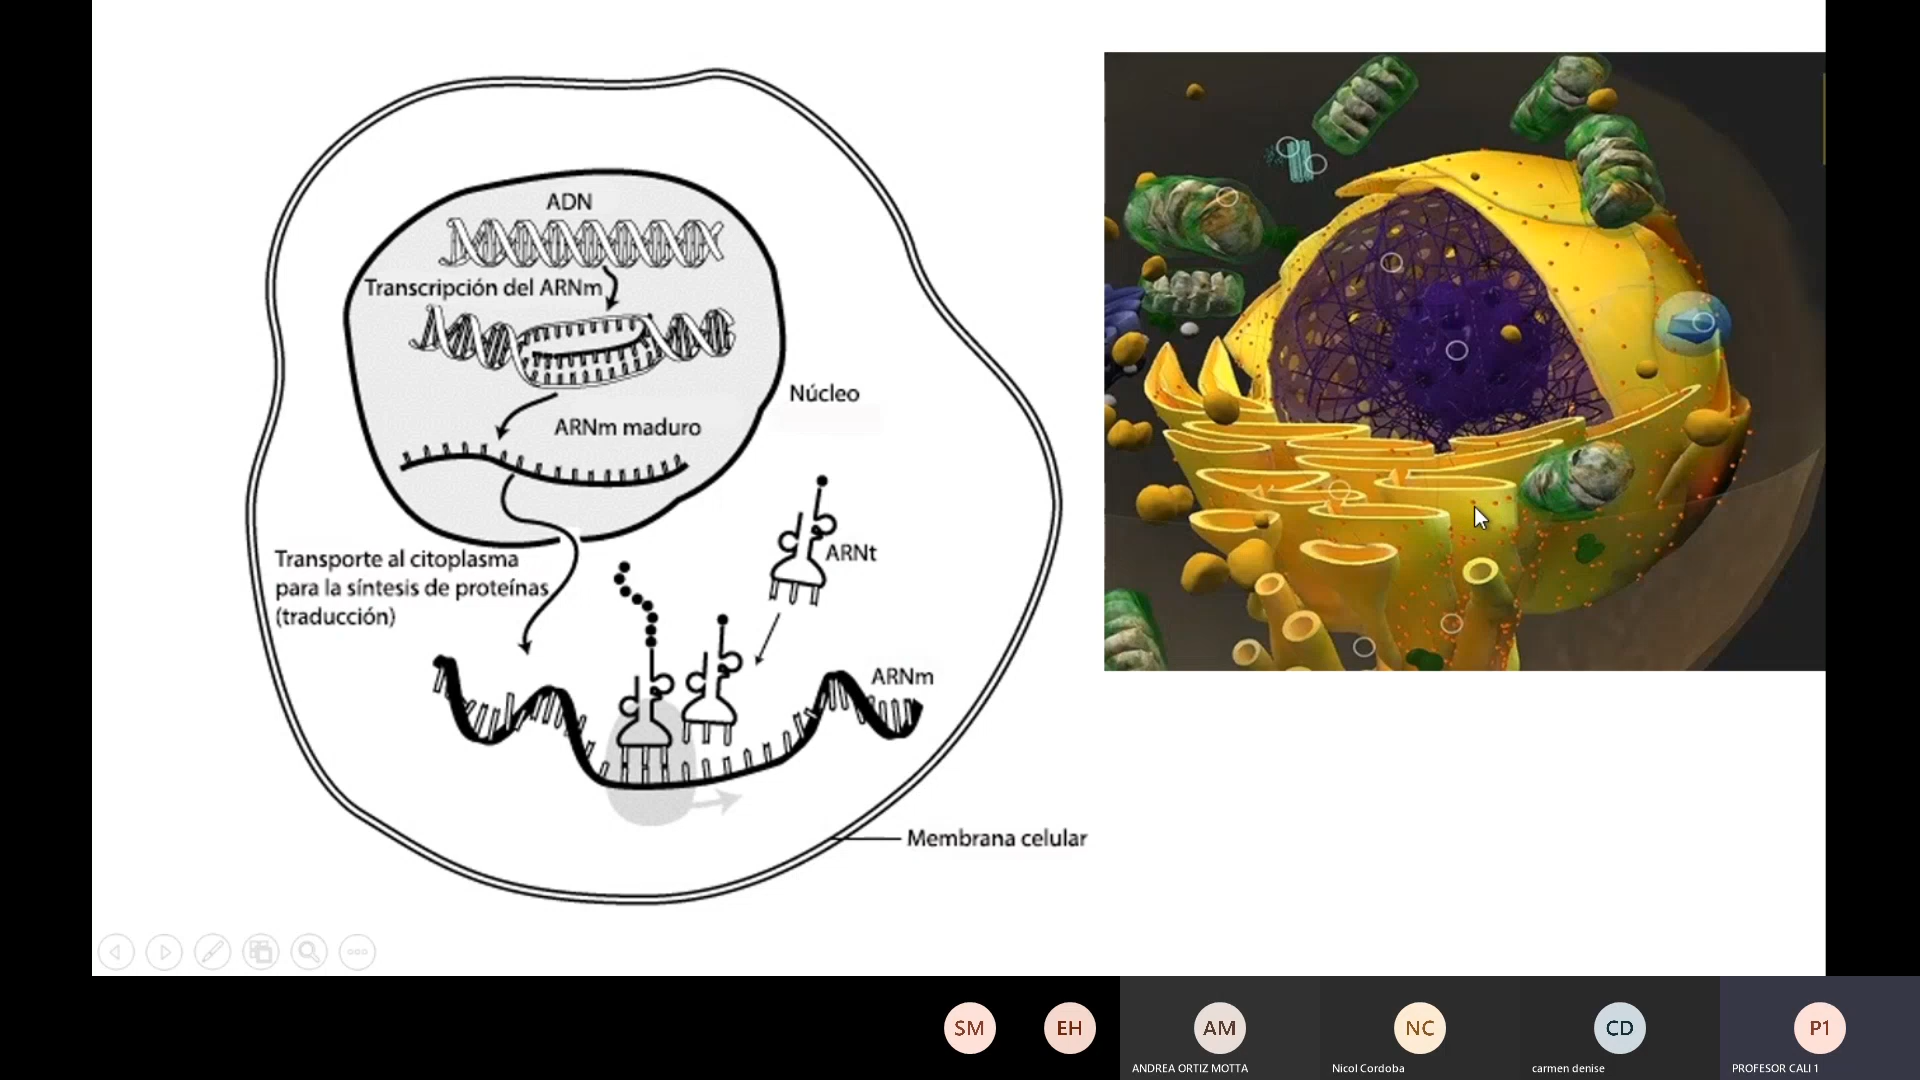 ADN
Transcripción del ARNm
Núcleo
ARNm maduro
Transporte al citoplasma
para la síntesis de proteínas
(traducción)
ARNt
ARNm
Membrana celular
SM
EH
AM
NC
CD
P1
ANDREA ORTIZ MOTTA
Nicol Cordoba
carmen denise
PROFESOR CALI 1